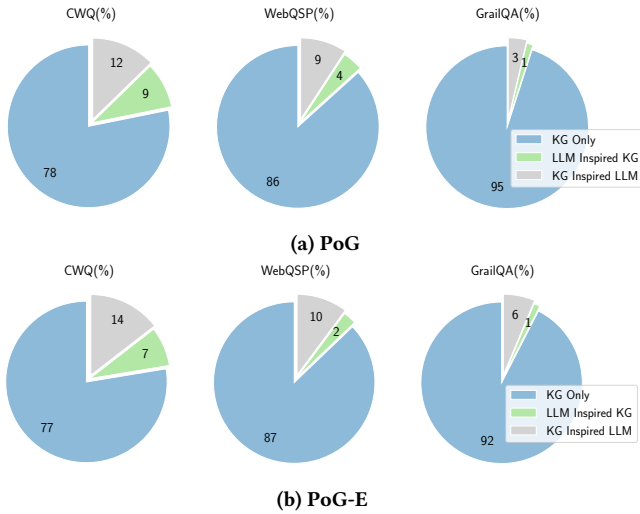 CWQ(%)
WebQSP(%)
GrailQA(%)
12
9
78
9
4
86
3
1
95
KG Only
LLM Inspired KG
KG Inspired LLM
(a) PoG
CWQ(%)
WebQSP(%)
GrailQA(%)
14
7
77
10
2
87
6
1
92
KG Only
LLM Inspired KG
KG Inspired LLM
(b) PoG-E